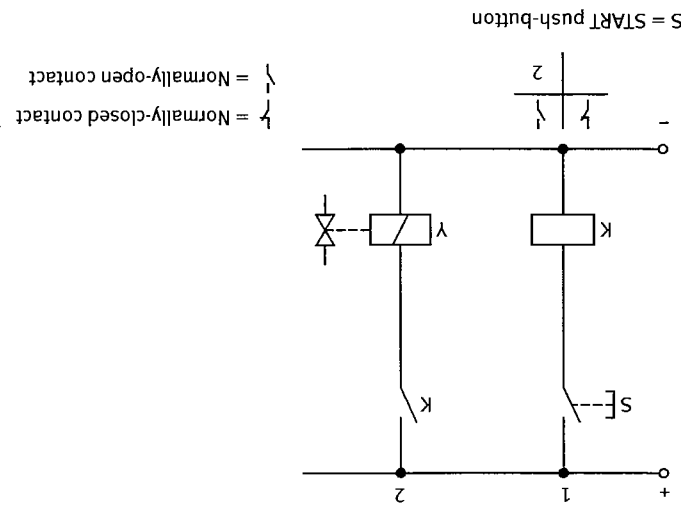 + 1 2
S K
K Y
-
2
= Normally-closed contact
= Normally-open contact
S = START push-button